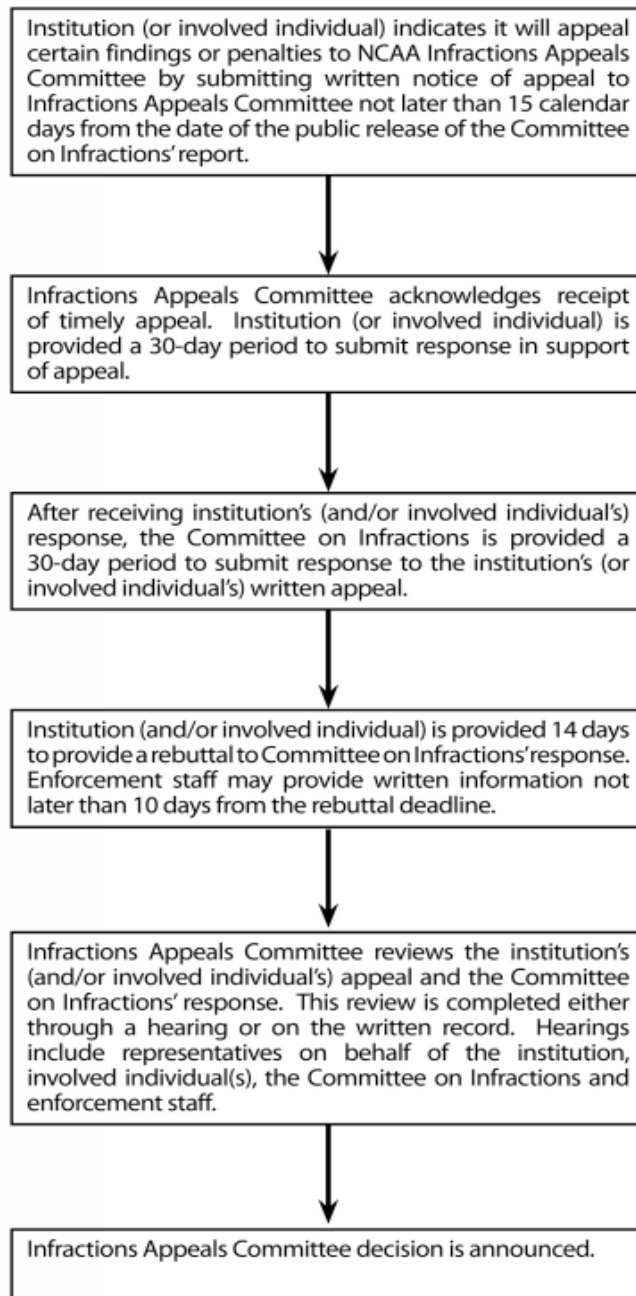 Institution (or involved individual) indicates it will appeal
certain findings or penalties to NCAA Infractions Appeals
Committee by submitting written notice of appeal to
Infractions Appeals Committee not later than 15 calendar
days from the date of the public release of the Committee
on Infractions' report.
Infractions Appeals Committee acknowledges receipt
of timely appeal. Institution (or involved individual) is
provided a 30-day period to submit response in support
of appeal.
After receiving institution's (and/or involved individual's)
response, the Committee on Infractions is provided a
30-day period to submit response to the institution's (or
involved individual's) written appeal.
Institution (and/or involved individual) is provided 14 days
to provide a rebuttal to Committee on Infractions' response.
Enforcement staff may provide written information not
later than 10 days from the rebuttal deadline.
Infractions Appeals Committee reviews the institution's
(and/or involved individual's) appeal and the Committee
on Infractions' response. This review is completed either
through a hearing or on the written record. Hearings
include representatives on behalf of the institution,
involved individual(s), the Committee on Infractions and
enforcement staff.
Infractions Appeals Committee decision is announced.